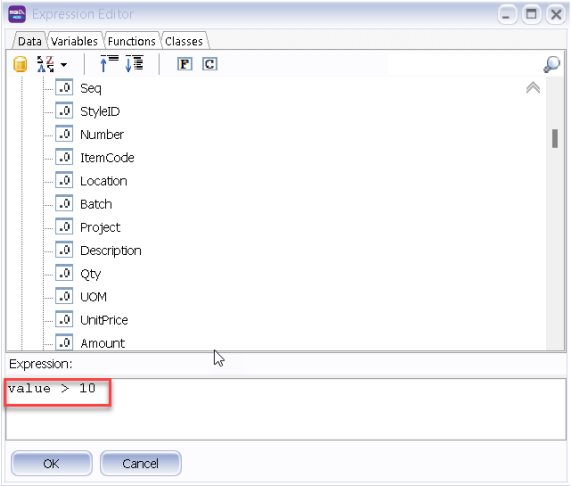 Expression Editor
Data Variables Functions Classes
F C
.0 Seq
.0 StyleID
.0 Number
.0 ItemCode
.0 Location
.0 Batch
.0 Project
.0 Description
.0 Qty
.0 UOM
.0 UnitPrice
.0 Amount
Expression:
value > 10
OK Cancel